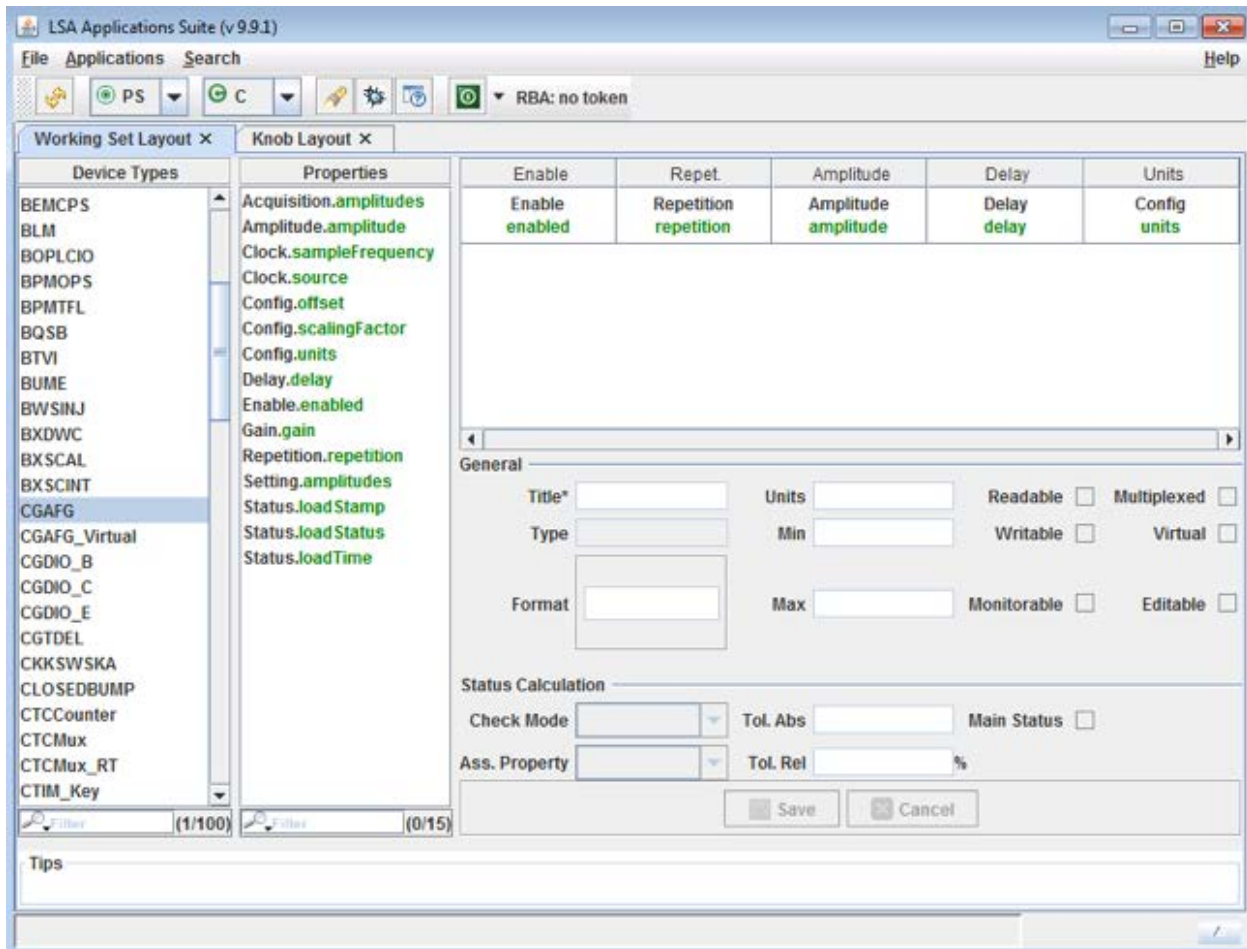 LSA Applications Suite (v 9.9.1)
File Applications Search Help
PS C RBA: no token
Working Set Layout × Knob Layout ×
Device Types
BEMCPS
BLM
BOPLCIO
BPMOPS
BPMTFL
BQSB
BTVI
BUME
BWSINJ
BXDWC
BXSCAL
BXSCINT
CGAFG
CGAFG_Virtual
CGDIO_B
CGDIO_C
CGDIO_E
CGTDEL
CKKSWSKA
CLOSEDBUMP
CTCCounter
CTCMux
CTCMux_RT
CTIM_Key
Filter (1/100)
Properties
Acquisition.amplitudes
Amplitude.amplitude
Clock.sampleFrequency
Clock.source
Config.offset
Config.scalingFactor
Config.units
Delay.delay
Enable.enabled
Gain.gain
Repetition.repetition
Setting.amplitudes
Status.loadStamp
Status.loadStatus
Status.loadTime
Filter (0/15)
Enable Repet. Amplitude Delay Units
Enable Repetition Amplitude Delay Config
enabled repetition amplitude delay units
General
Title* Units Readable Multiplexed
Type Min Writable Virtual
Format Max Monitorable Editable
Status Calculation
Check Mode Tol. Abs Main Status
Ass. Property Tol. Rel %
Save Cancel
Tips